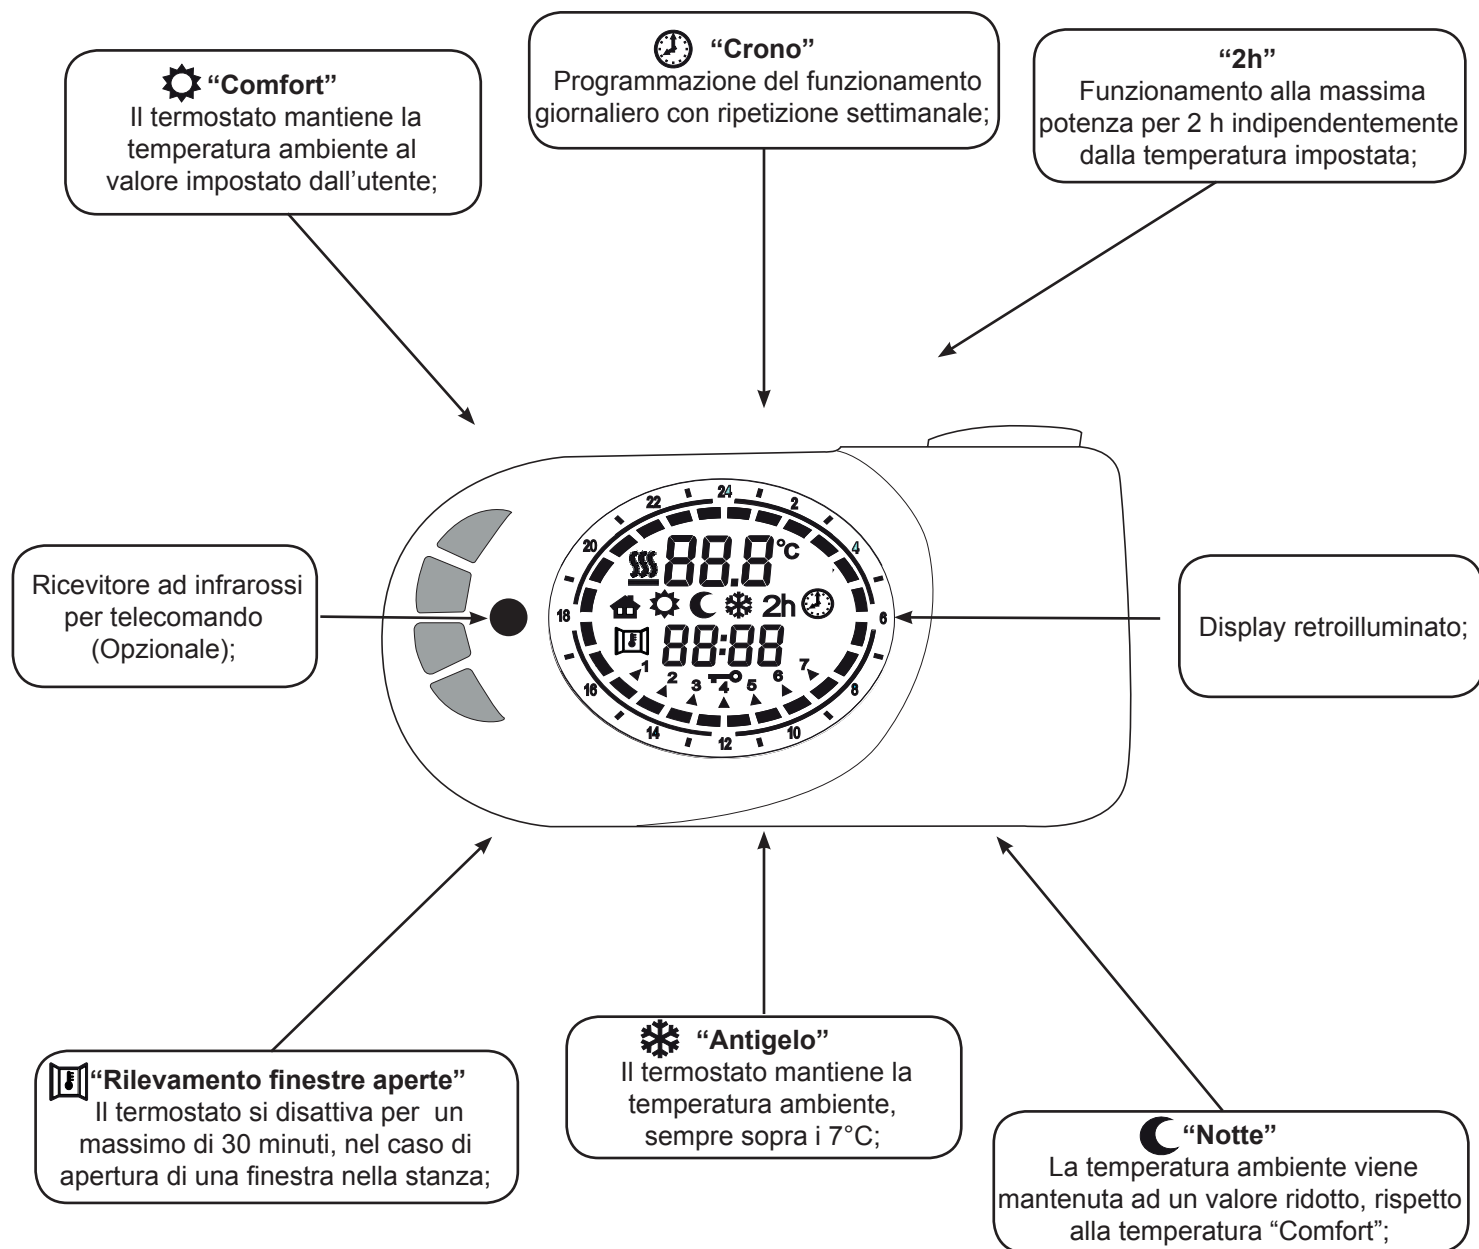 “Comfort”
Il termostato mantiene la
temperatura ambiente al
valore impostato dall’utente;
“Crono”
Programmazione del funzionamento
giornaliero con ripetizione settimanale;
“2h”
Funzionamento alla massima
potenza per 2 h indipendentemente
dalla temperatura impostata;
Ricevitore ad infrarossi
per telecomando
(Opzionale);
24
22
2
20
4
88.8 °C
18
2h
6
88:88
1
7
2
6
3
4
5
16
8
14
10
12
Display retroilluminato;
“Rilevamento finestre aperte”
Il termostato si disattiva per un
massimo di 30 minuti, nel caso di
apertura di una finestra nella stanza;
“Antigelo”
Il termostato mantiene la
temperatura ambiente,
sempre sopra i 7°C;
“Notte”
La temperatura ambiente viene
mantenuta ad un valore ridotto, rispetto
alla temperatura “Comfort”;